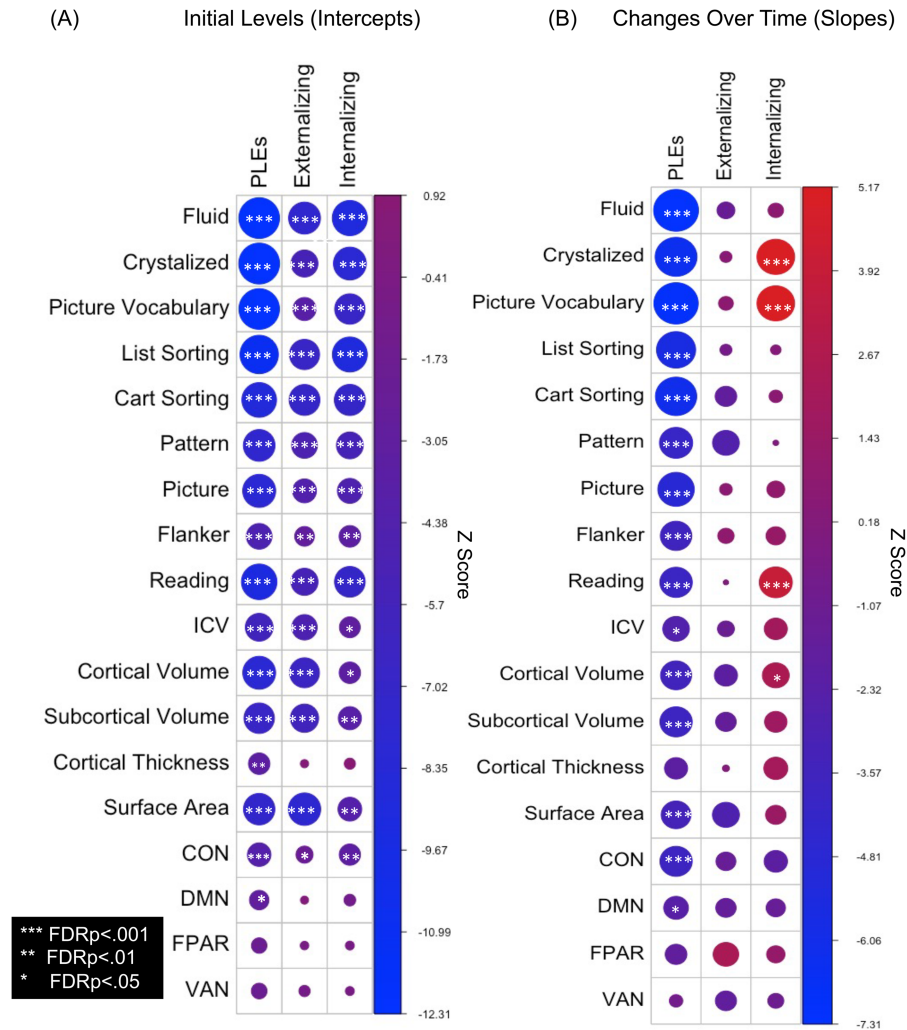 (A) Initial Levels (Intercepts)
(B) Changes Over Time (Slopes)
PLEs
Externalizing
Internalizing
Fluid *** *** ***
Crystalized *** *** ***
Picture Vocabulary *** *** ***
List Sorting *** *** ***
Cart Sorting *** *** ***
Pattern *** *** ***
Picture *** *** ***
Flanker *** ** **
Reading *** *** ***
ICV *** *** *
Cortical Volume *** *** *
Subcortical Volume *** *** **
Cortical Thickness **
Surface Area *** *** **
CON *** * **
DMN *
FPAR
VAN
0.92
-0.41
-1.73
-3.05
-4.38
-5.7
-7.02
-8.35
-9.67
-10.99
-12.31
Z Score
*** FDRp<.001
** FDRp<.01
* FDRp<.05
PLEs
Externalizing
Internalizing
Fluid ***
Crystalized *** ***
Picture Vocabulary *** ***
List Sorting ***
Cart Sorting ***
Pattern ***
Picture ***
Flanker ***
Reading *** ***
ICV *
Cortical Volume *** *
Subcortical Volume ***
Cortical Thickness
Surface Area ***
CON ***
DMN *
FPAR
VAN
5.17
3.92
2.67
1.43
0.18
-1.07
-2.32
-3.57
-4.81
-6.06
-7.31
Z Score